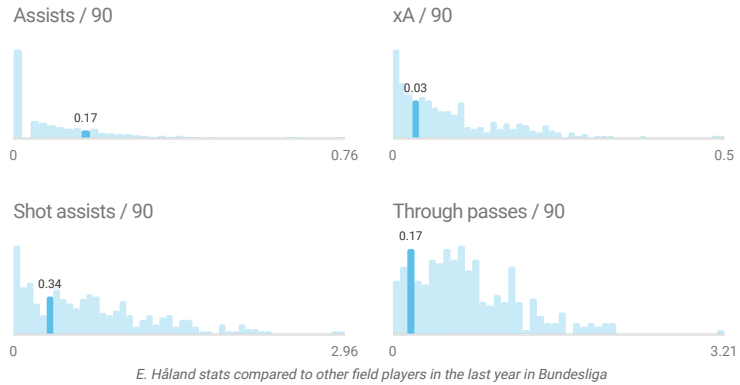 Assists / 90
xA / 90
0.17
0.03
0
0.76
0
0.5
Shot assists / 90
Through passes / 90
0.34
0.17
0
2.96
0
3.21
E. Håland stats compared to other field players in the last year in Bundesliga